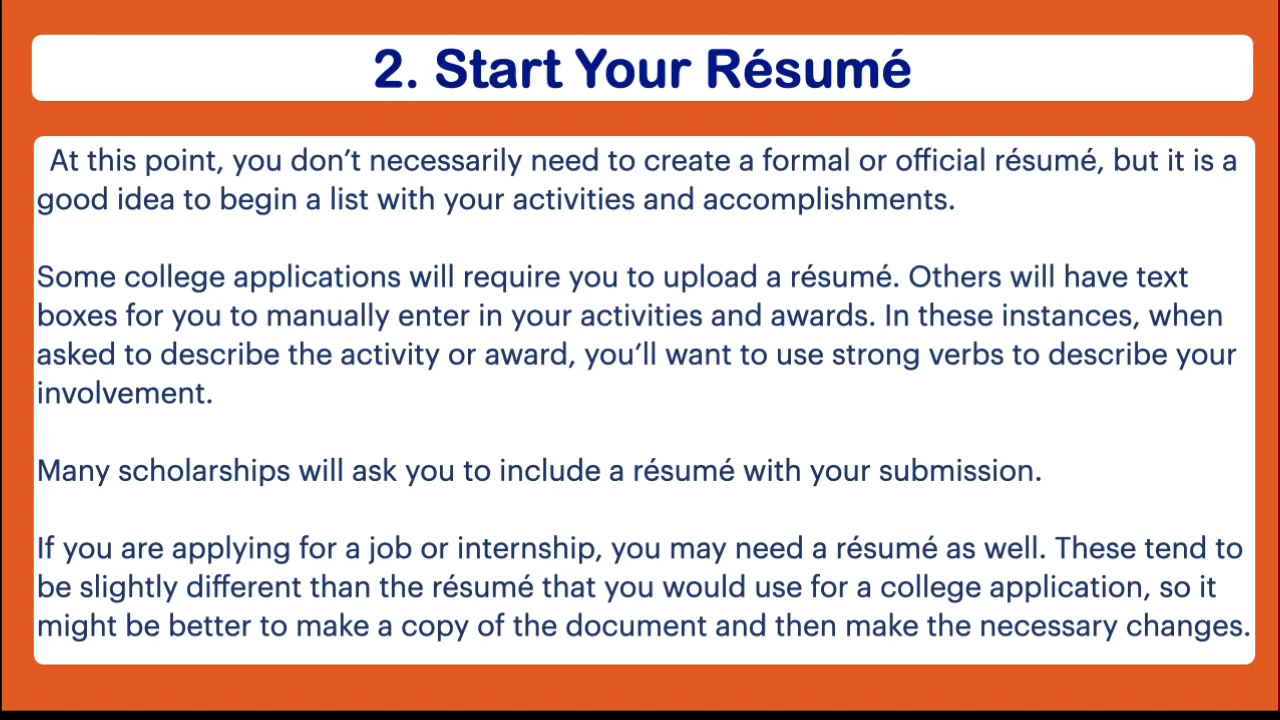 2. Start Your Résumé
At this point, you don’t necessarily need to create a formal or official résumé, but it is a
good idea to begin a list with your activities and accomplishments.
Some college applications will require you to upload a résumé. Others will have text
boxes for you to manually enter in your activities and awards. In these instances, when
asked to describe the activity or award, you’ll want to use strong verbs to describe your
involvement.
Many scholarships will ask you to include a résumé with your submission.
If you are applying for a job or internship, you may need a résumé as well. These tend to
be slightly different than the résumé that you would use for a college application, so it
might be better to make a copy of the document and then make the necessary changes.